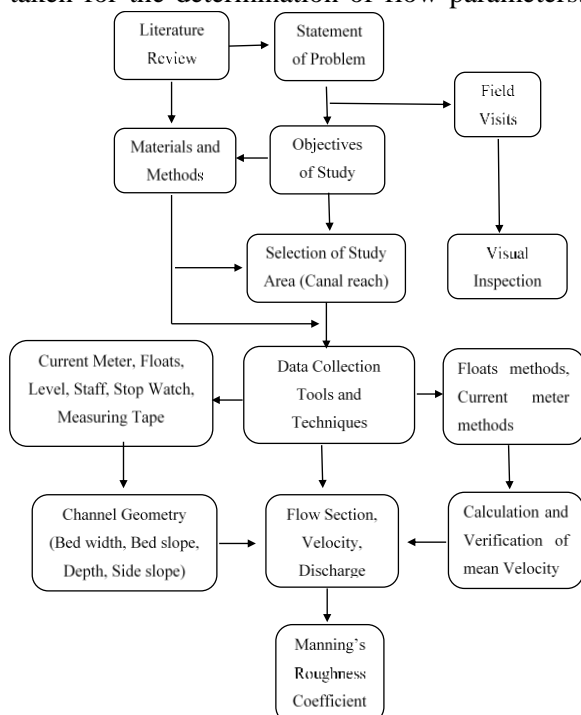 taken for the determination of flow parameters.
Literature
Review
Statement
of Problem
Field
Visits
Materials and
Methods
Objectives
of Study
Selection of Study
Area (Canal reach)
Visual
Inspection
Current Meter, Floats,
Level, Staff, Stop Watch,
Measuring Tape
Data Collection
Tools and
Techniques
Floats methods,
Current meter
methods
Channel Geometry
(Bed width, Bed slope,
Depth, Side slope)
Flow Section,
Velocity,
Discharge
Calculation and
Verification of
mean Velocity
Manning's
Roughness
Coefficient